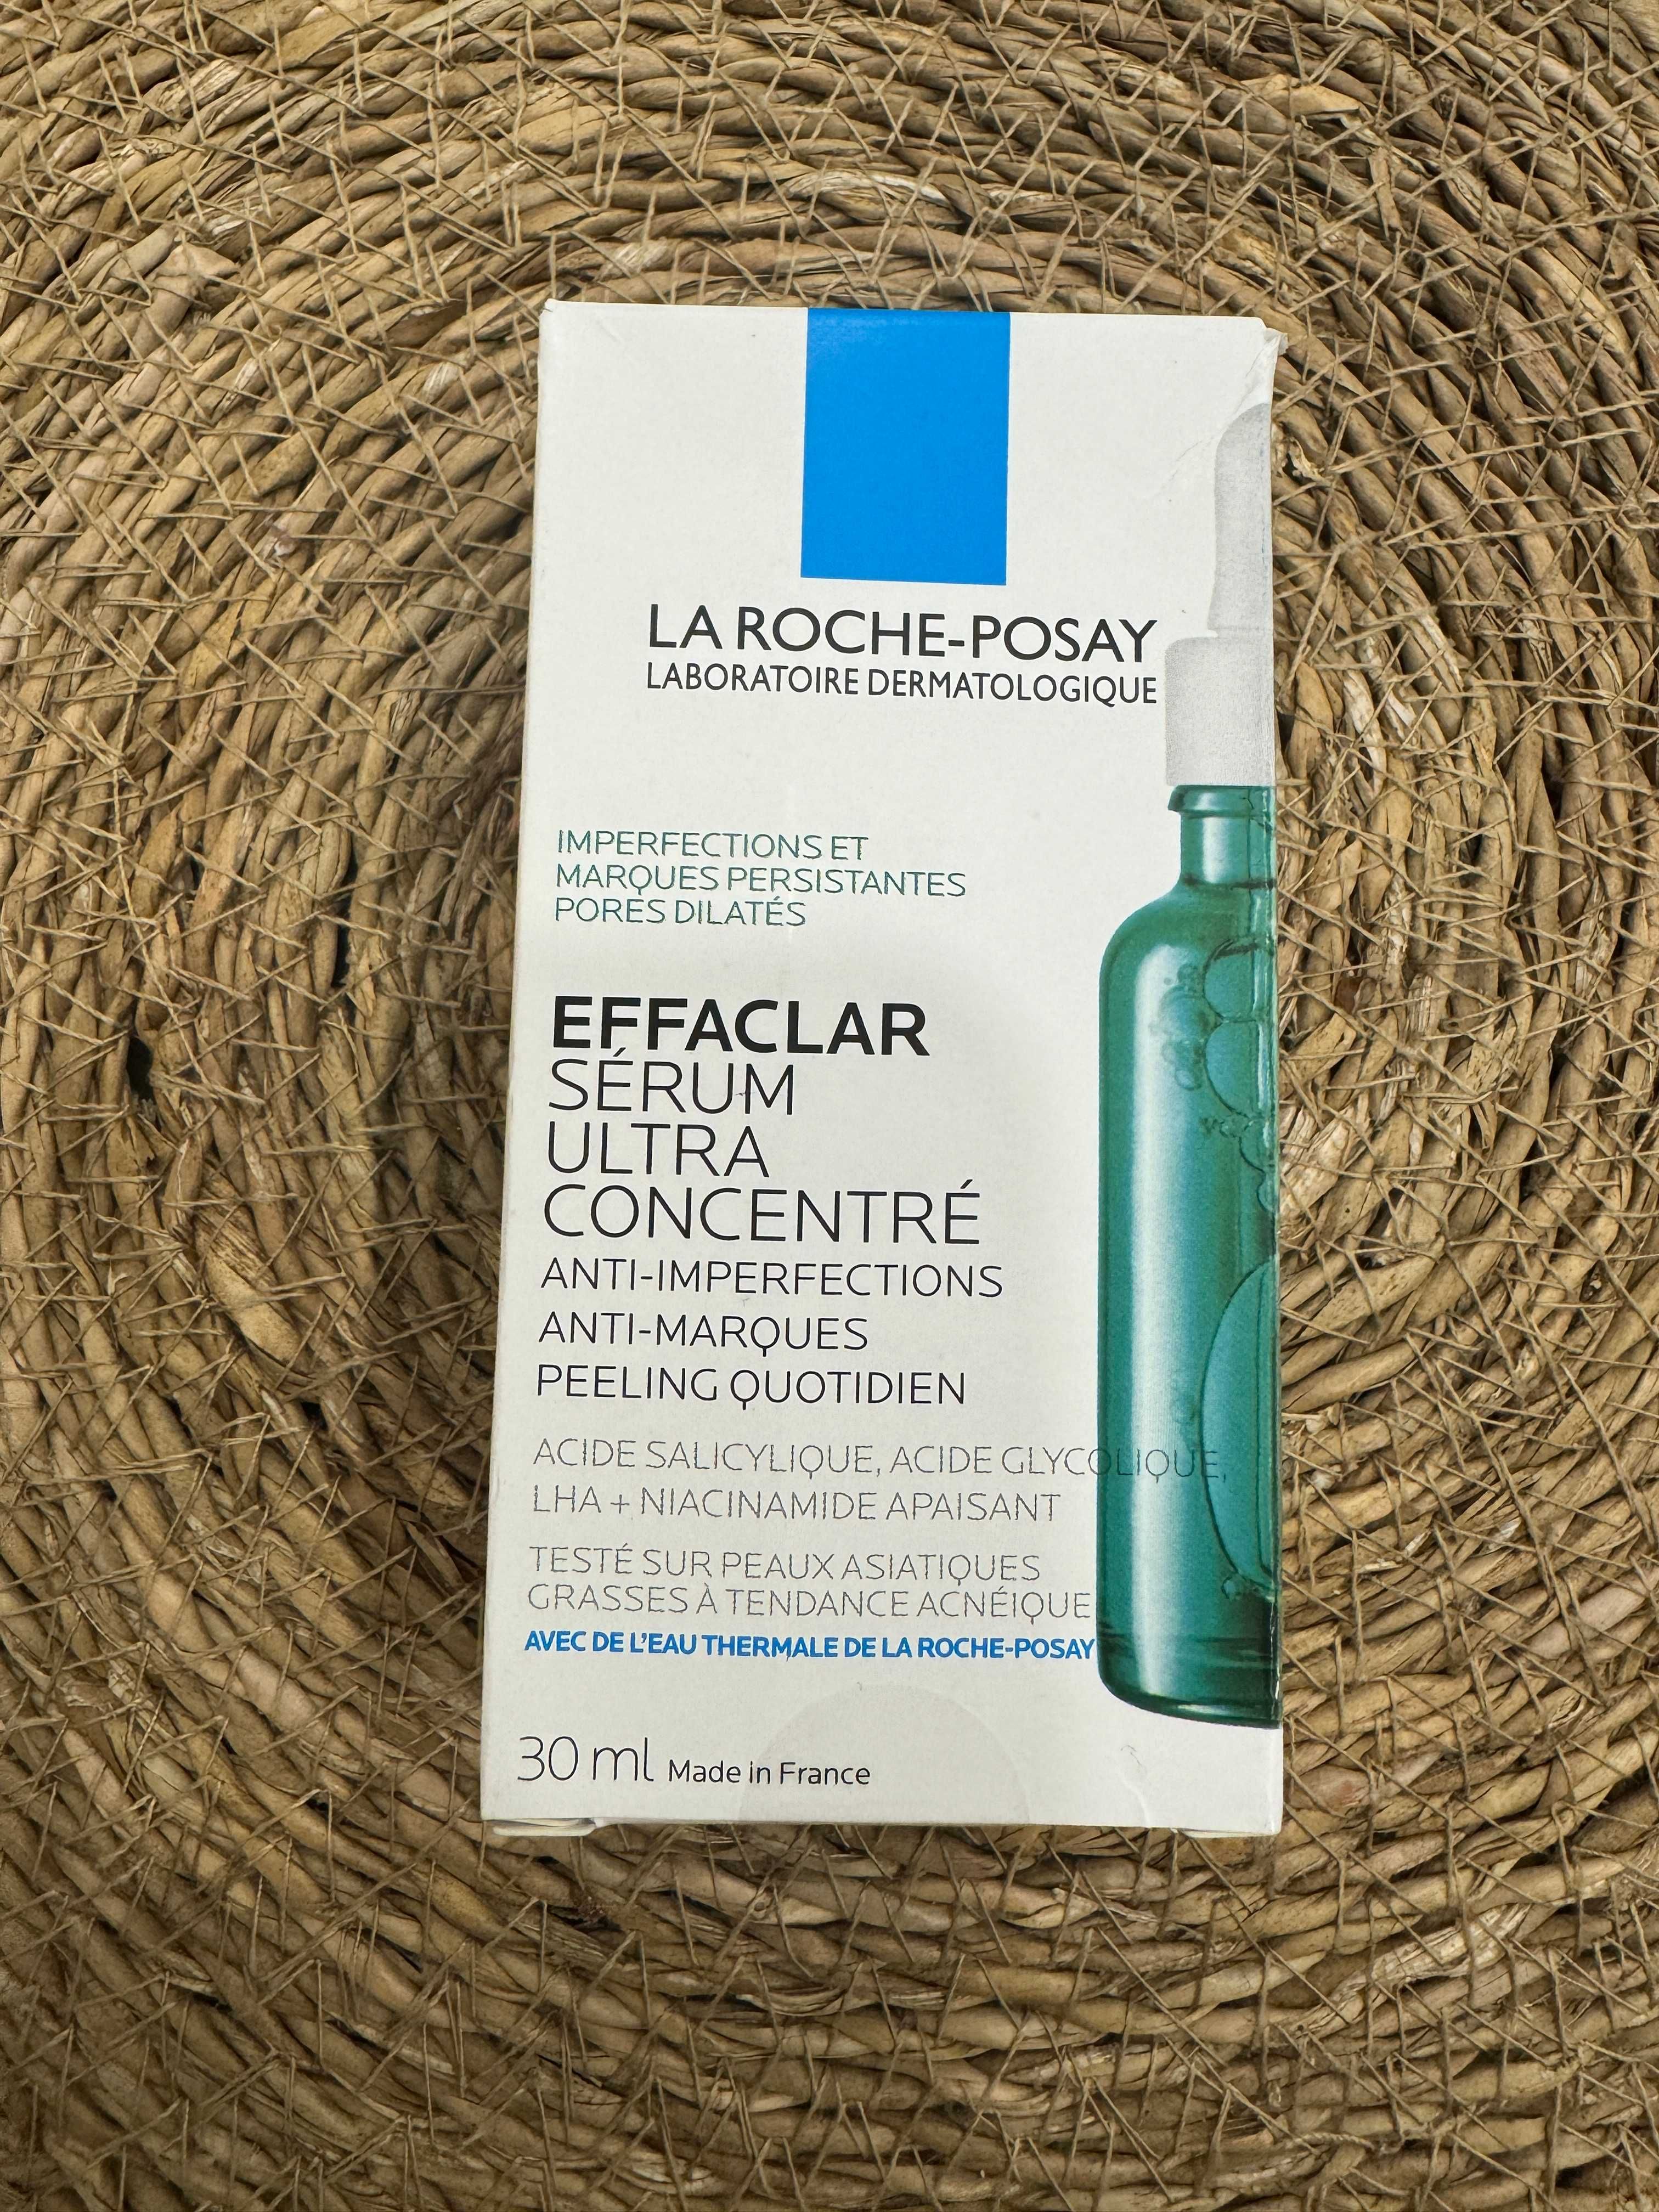 LA ROCHE-POSAY
LABORATOIRE DERMATOLOGIQUE
IMPERFECTIONS ET
MARQUES PERSISTANTES
PORES DILATÉS
EFFACLAR
SÉRUM
ULTRA
CONCENTRÉ
ANTI-IMPERFECTIONS
ANTI-MARQUES
PEELING QUOTIDIEN
ACIDE SALICYLIQUE, ACIDE GLYCOLIQUE,
LHA + NIACINAMIDE APAISANT
TESTÉ SUR PEAUX ASIATIQUES
GRASSES À TENDANCE ACNÉIQUE
AVEC DE L'EAU THERMALE DE LA ROCHE-POSAY
30 ml Made in France